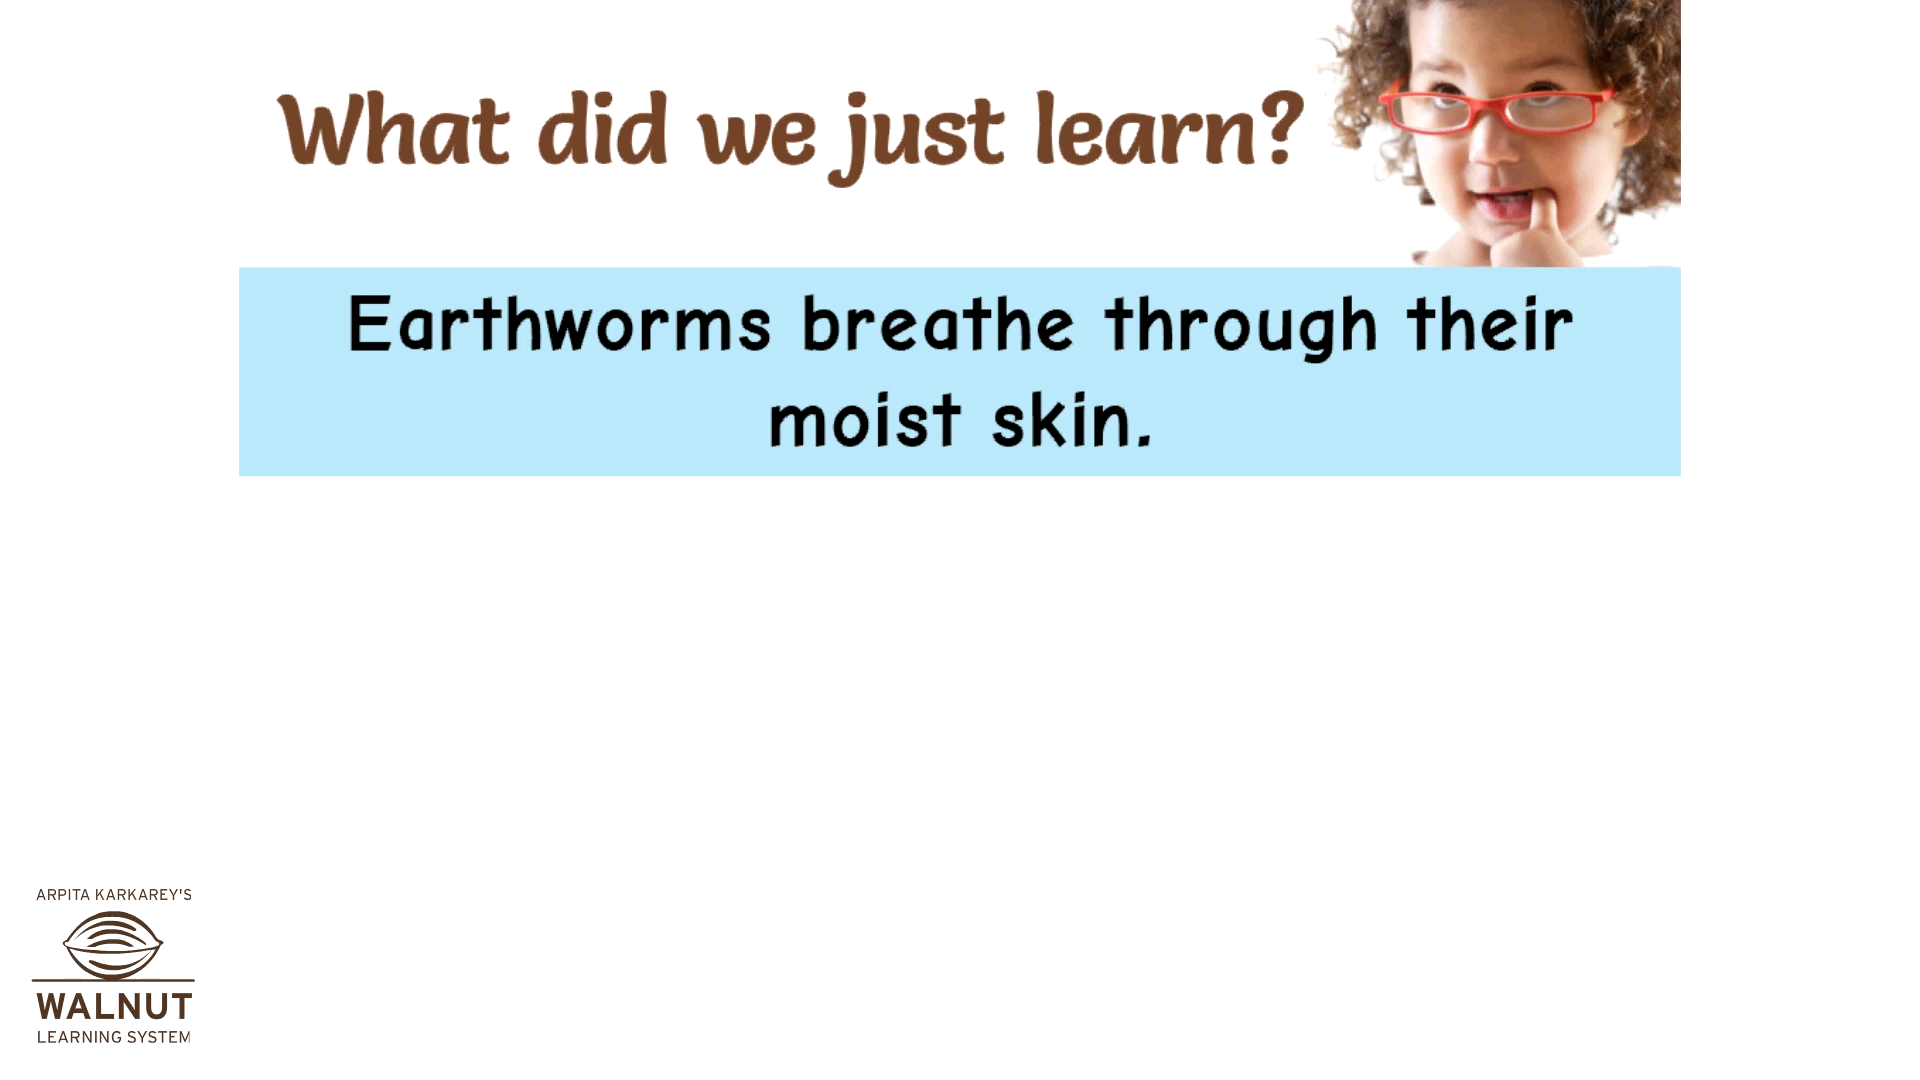 What did we just learn?
Earthworms breathe through their
moist skin.
ARPITA KARKAREY'S
WALNUT
LEARNING SYSTEM